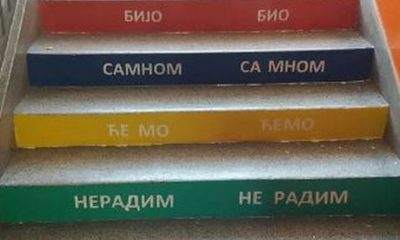 БИЈО БИО
САМНОМ СА МНОМ
ЋЕ МО ЋЕМО
НЕРАДИМ НЕ РАДИМ